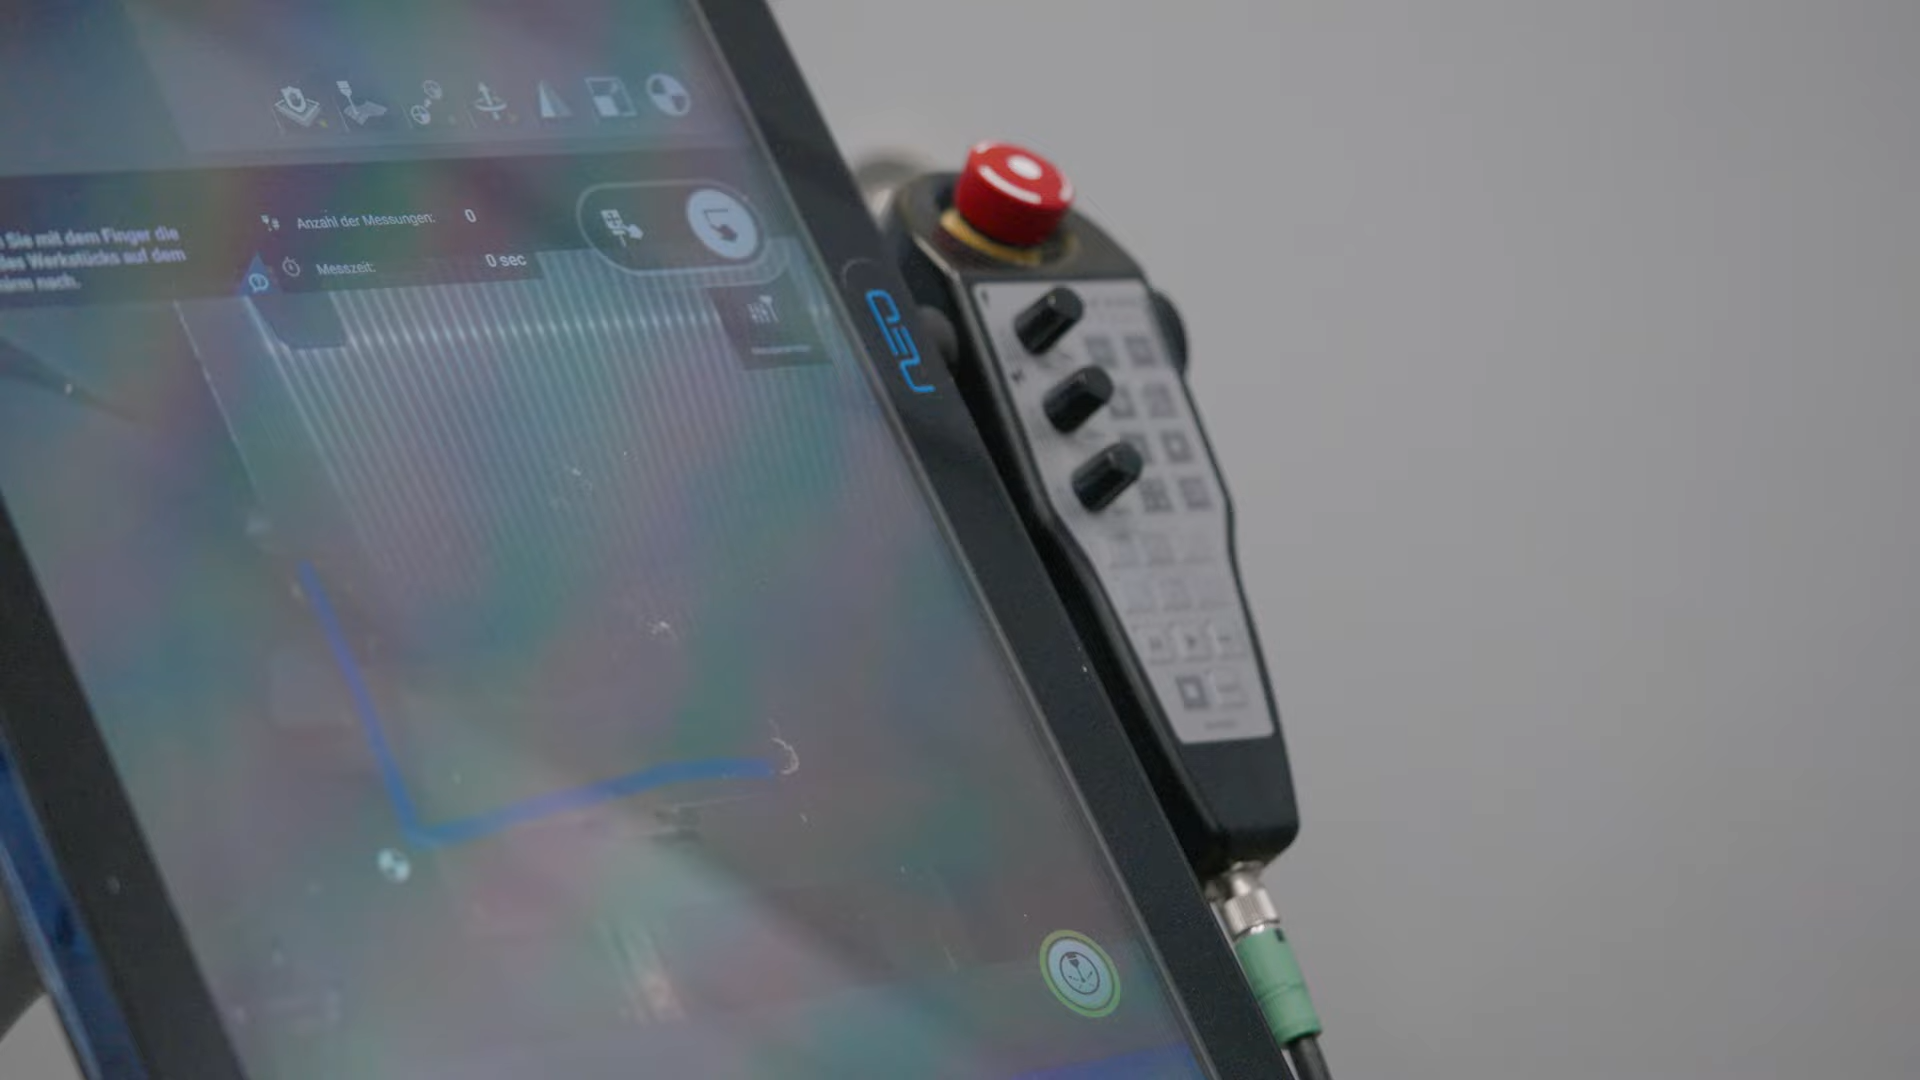 Sie mit dem Finger die
des Werkstücks auf dem
nach.
Anzahl der Messungen: 0
Messzeit: 0 sec